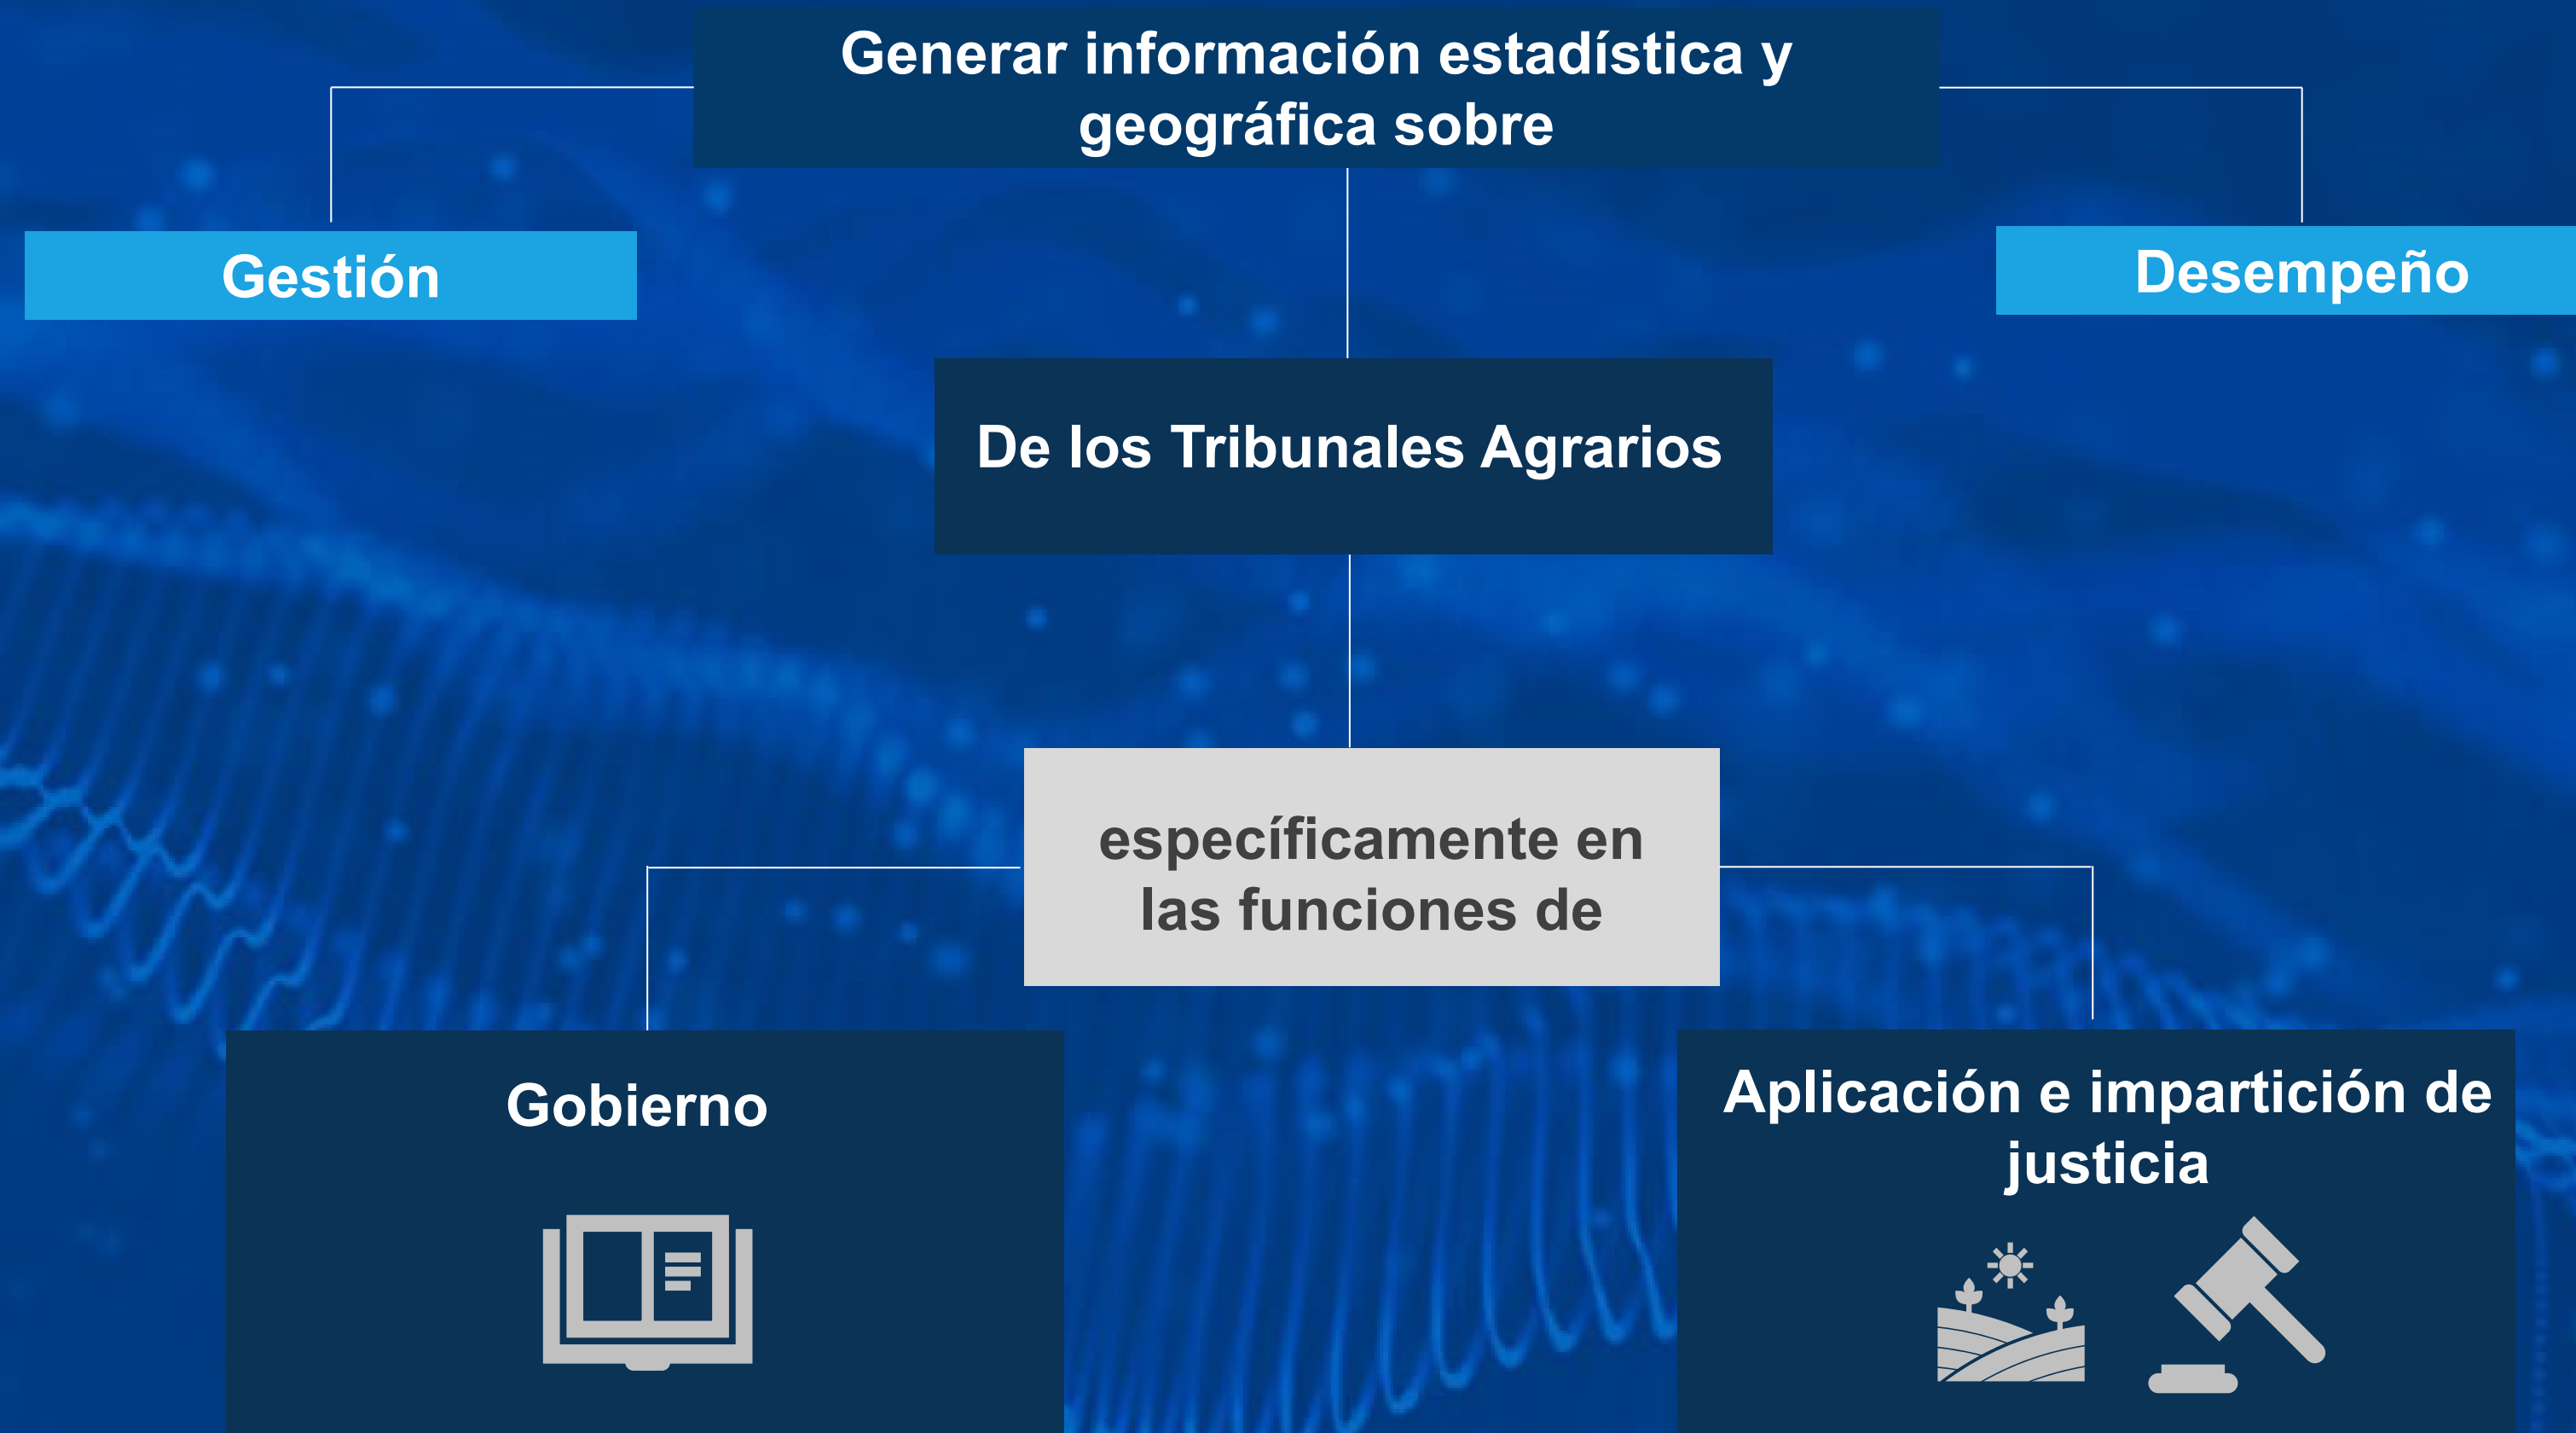 Generar información estadística y
geográfica sobre
Gestión
Desempeño
De los Tribunales Agrarios
específicamente en
las funciones de
Gobierno
Aplicación e impartición de
justicia